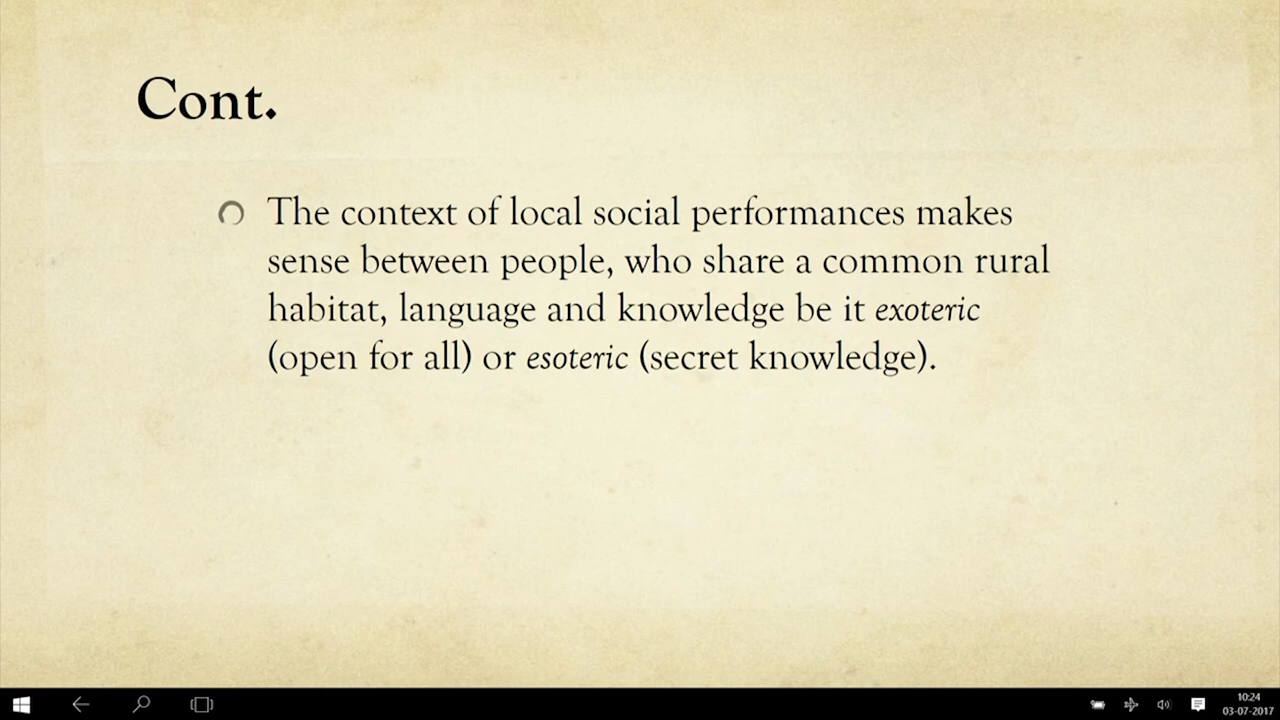 Cont.
The context of local social performances makes
sense between people, who share a common rural
habitat, language and knowledge be it exoteric
(open for all) or esoteric (secret knowledge).
10:24
03-07-2017